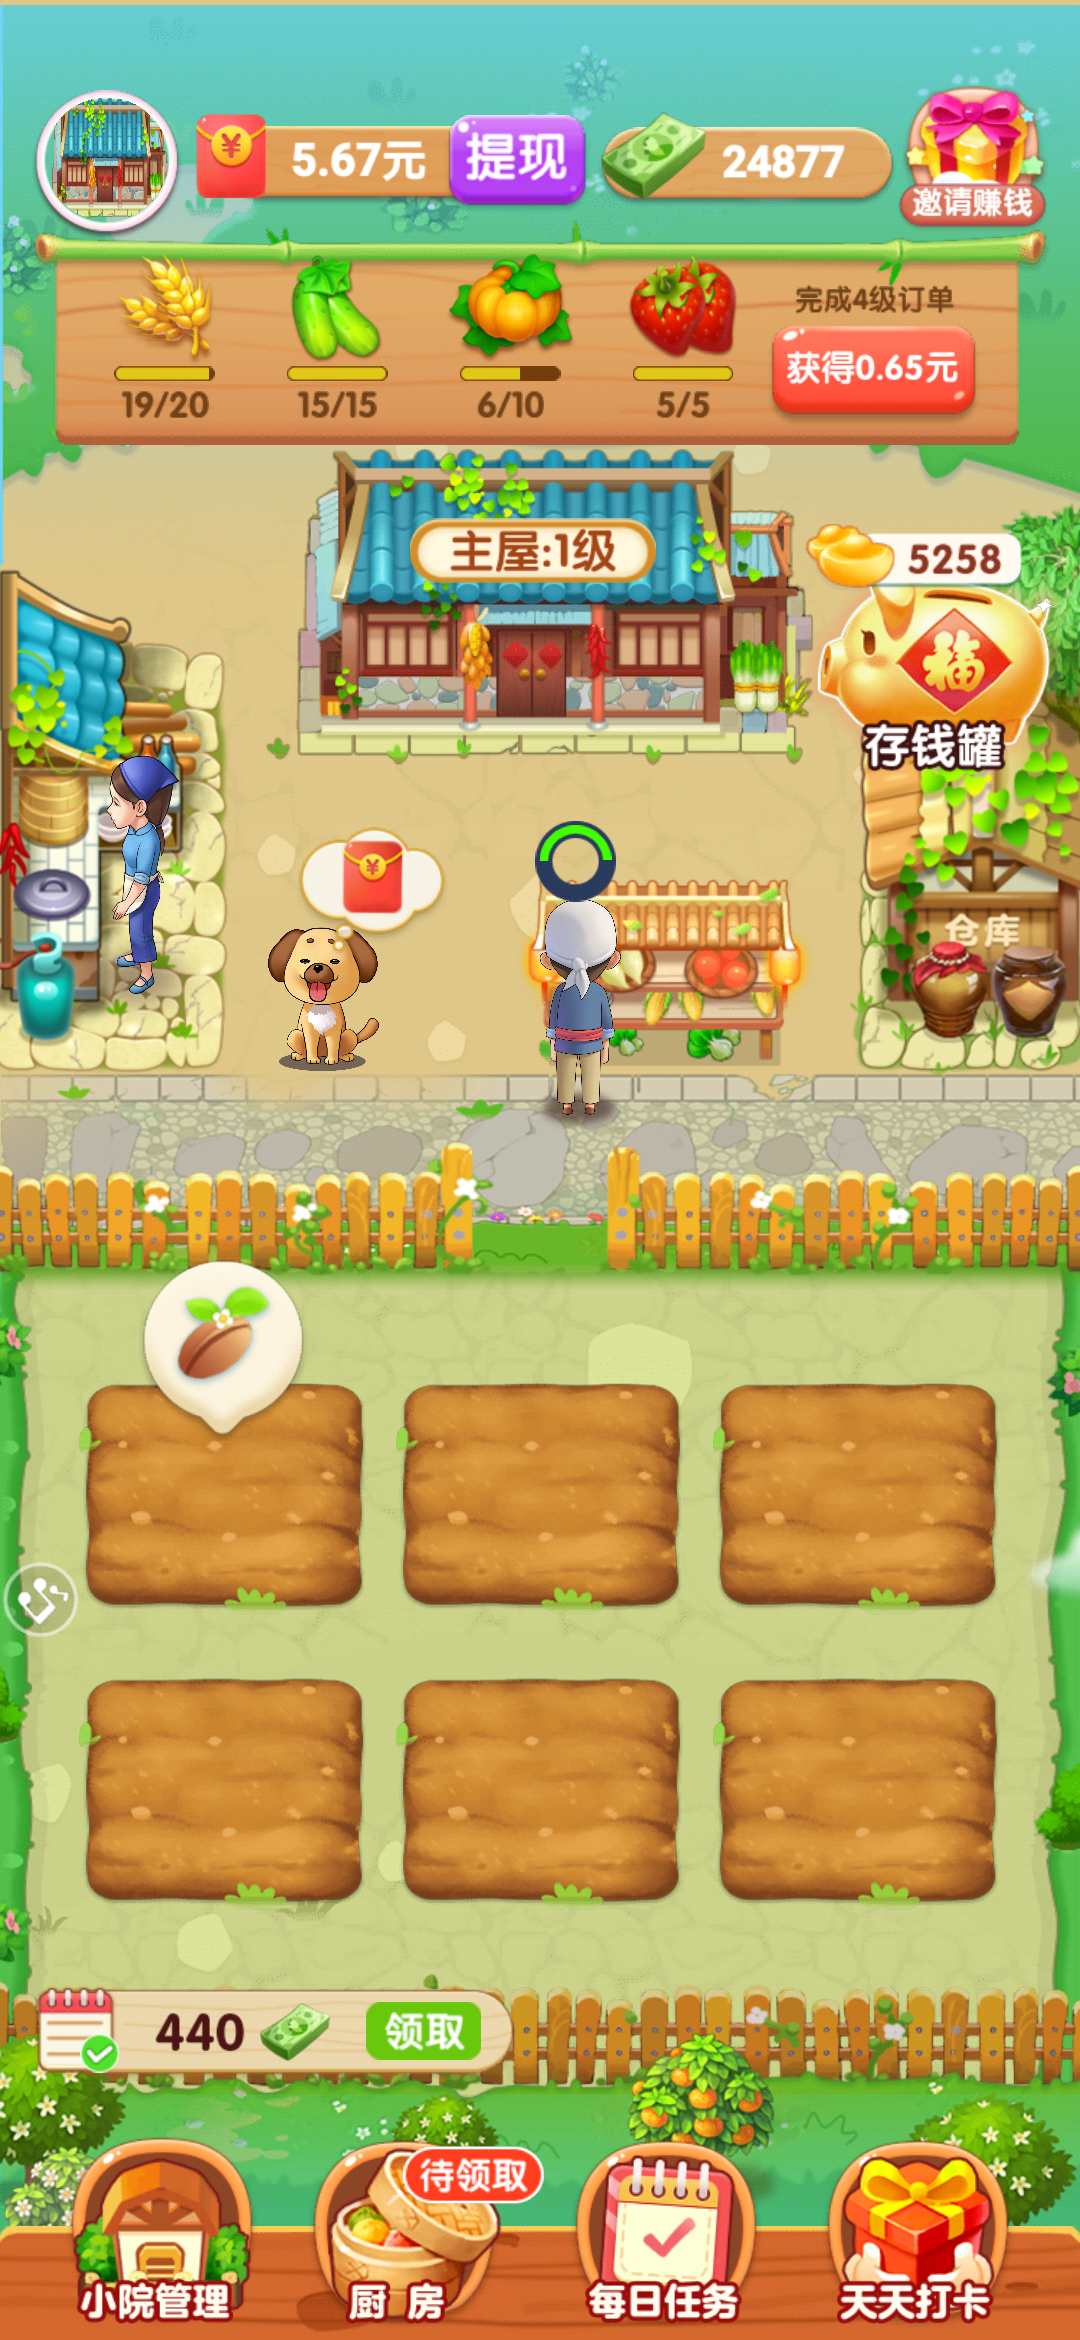 5.67元
提现
24877
邀请赚钱
完成4级订单
获得0.65元
19/20
15/15
6/10
5/5
主屋:1级
5258
福
存钱罐
仓库
440
领取
待领取
小院管理
厨房
每日任务
天天打卡